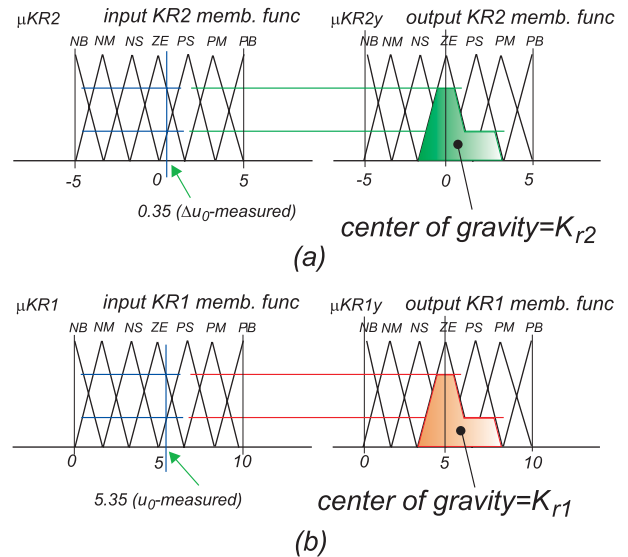 μKR2 input KR2 memb. func μKR2y output KR2 memb. func
NB NM NS ZE PS PM PB NB NM NS ZE PS PM PB
-5 0 5 -5 0 5
0.35 (Δu0-measured)
center of gravity=Kr2
(a)
μKR1 input KR1 memb. func μKR1y output KR1 memb. func
NB NM NS ZE PS PM PB NB NM NS ZE PS PM PB
0 5 10 0 5 10
5.35 (u0-measured)
center of gravity=Kr1
(b)